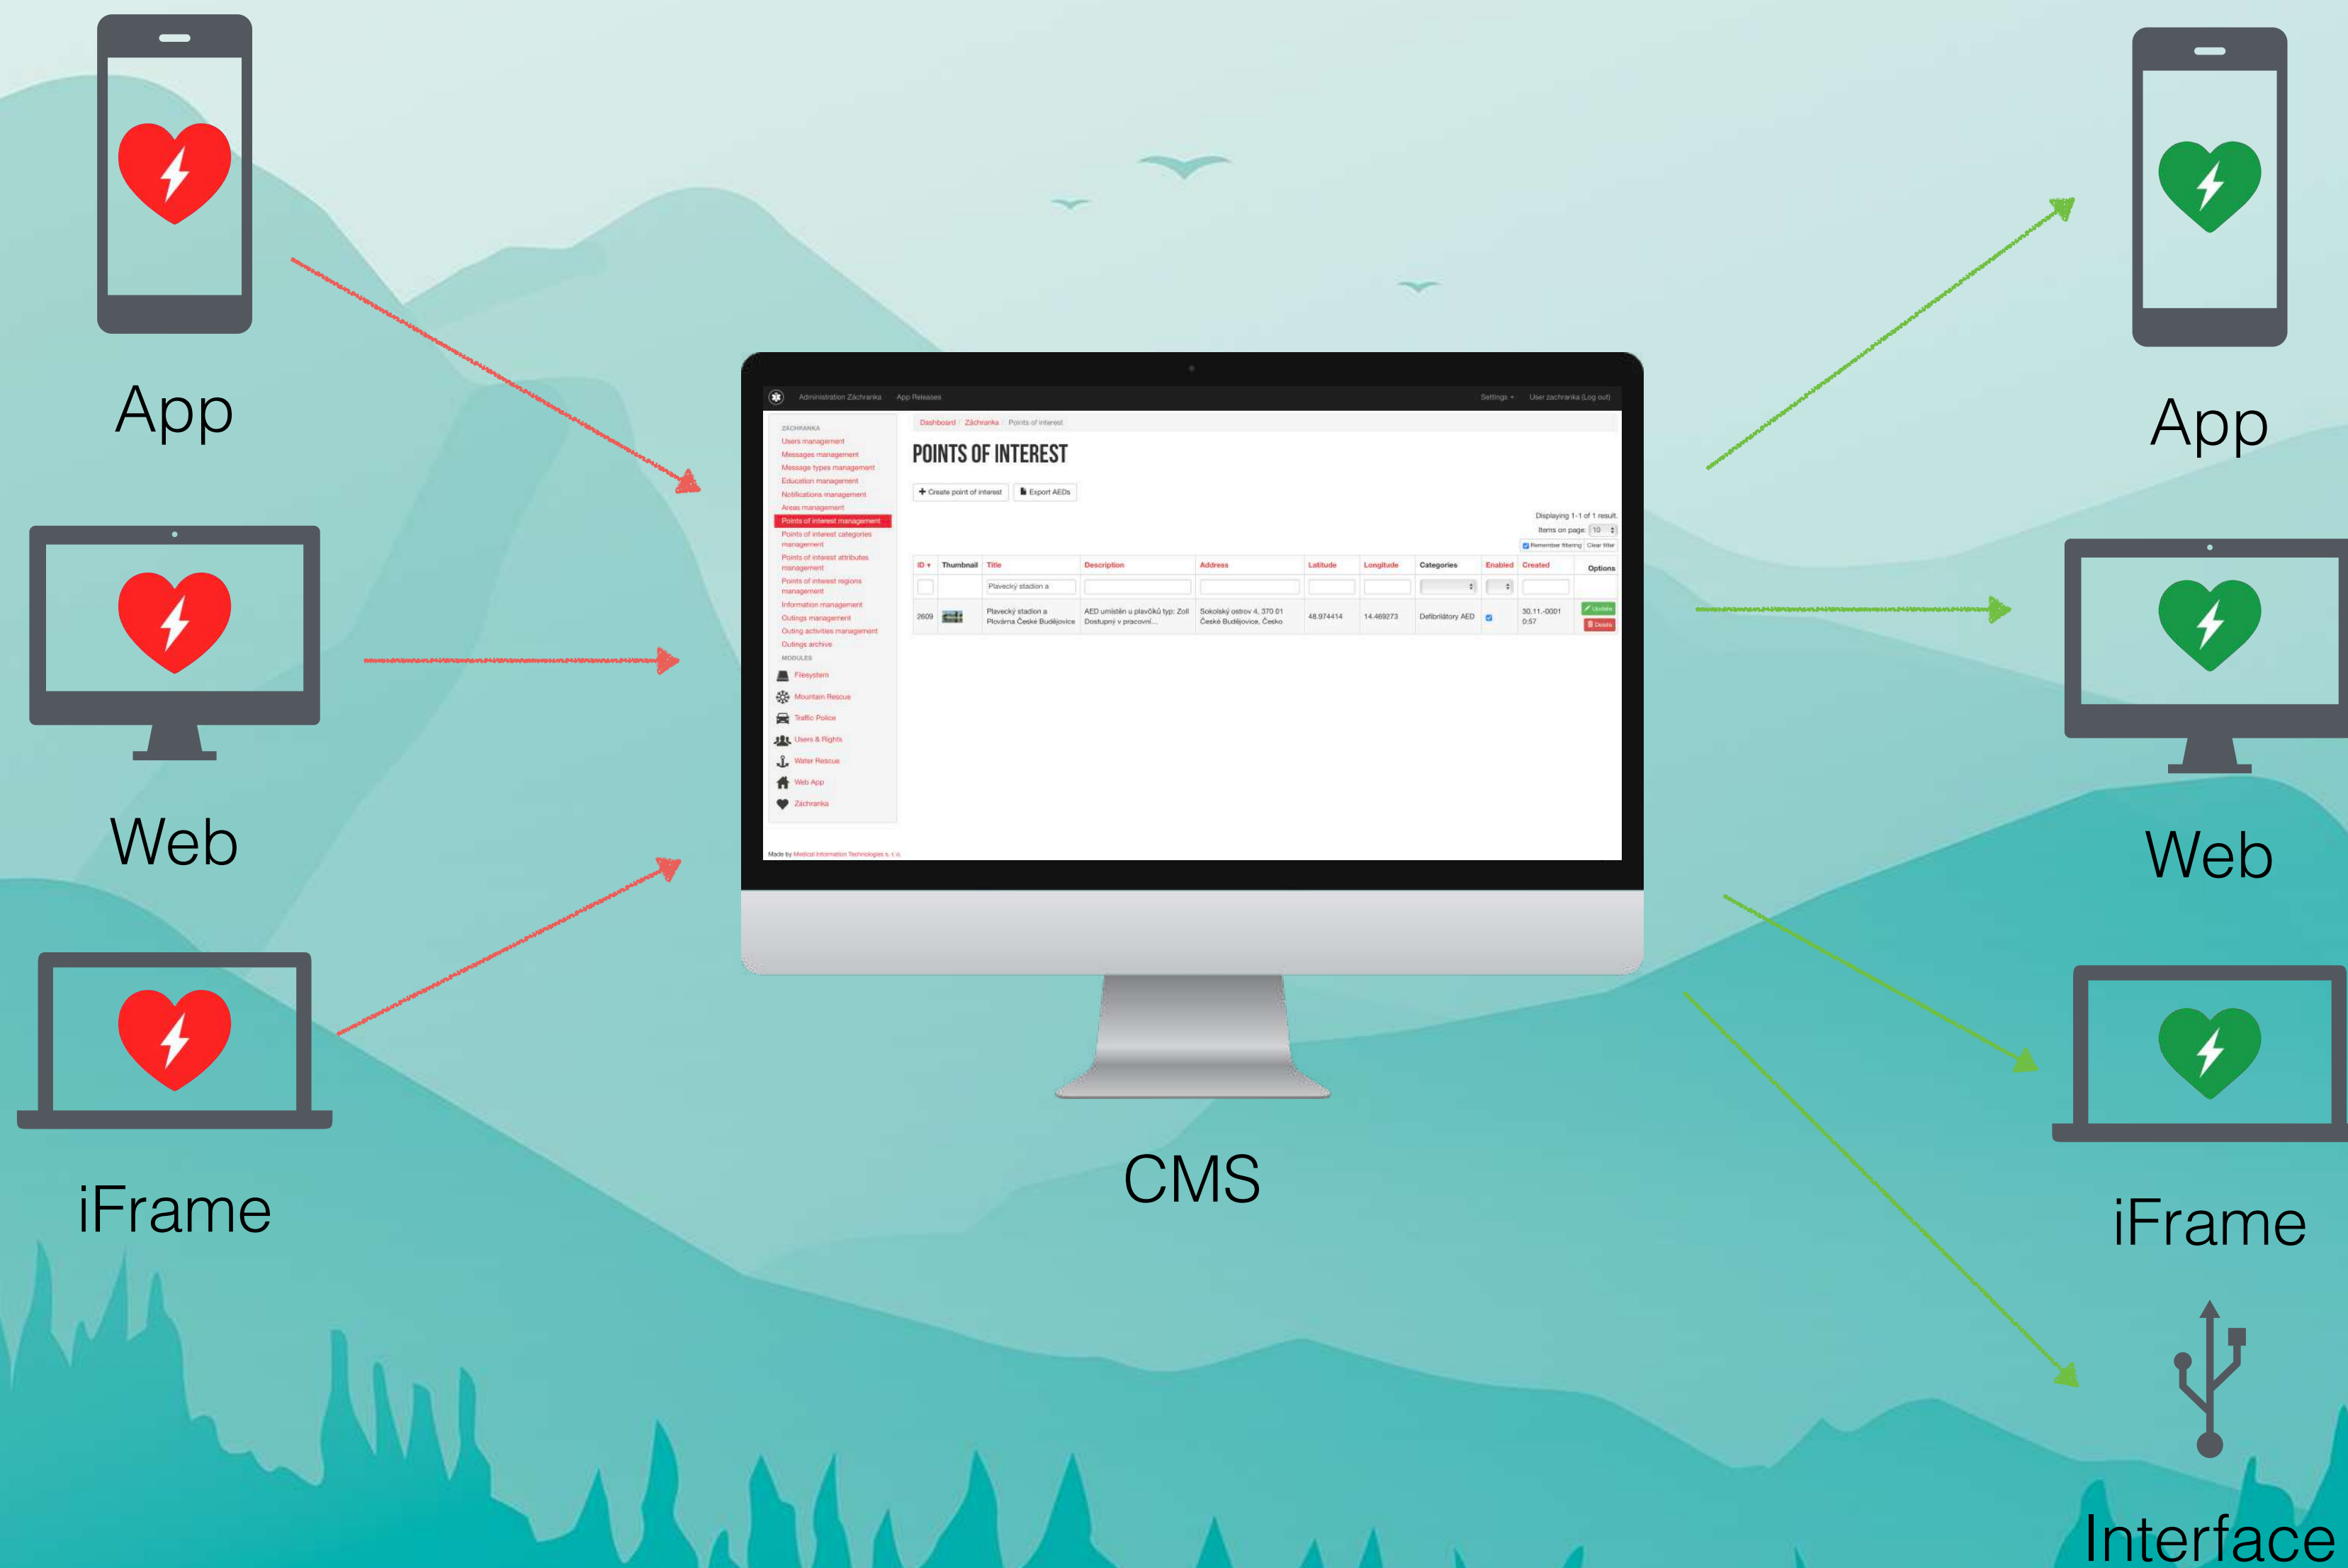 App
Web
iFrame
Administration Záchranka App Releases Settings User zachranka (Log out)
ZÁCHRANKA
Users management
Messages management
Message types management
Education management
Notifications management
Areas management
Points of interest management
Points of interest categories
management
Points of interest attributes
management
Points of interest regions
management
Information management
Outings management
Outing activities management
Outings archive
MODULES
Filesystem
Mountain Rescue
Traffic Police
Users & Rights
Water Rescue
Web App
Záchranka
Made by Medical Information Technologies s. r. o.
Dashboard / Záchranka / Points of interest
POINTS OF INTEREST
+ Create point of interest Export AEDs
Displaying 1-1 of 1 result.
Items on page: 10
Remember filtering Clear filter
ID Thumbnail Title Description Address Latitude Longitude Categories Enabled Created Options
Plavecký stadion a
2609 Plavecký stadion a AED umístěn u plavčíků typ: Zoll Sokolský ostrov 4, 370 01 48.974414 14.469273 Defibrilátory AED 30.11.-0001 Update
Plovárna České Budějovice Dostupný v pracovní... České Budějovice, Česko 0:57 Delete
CMS
App
Web
iFrame
Interface